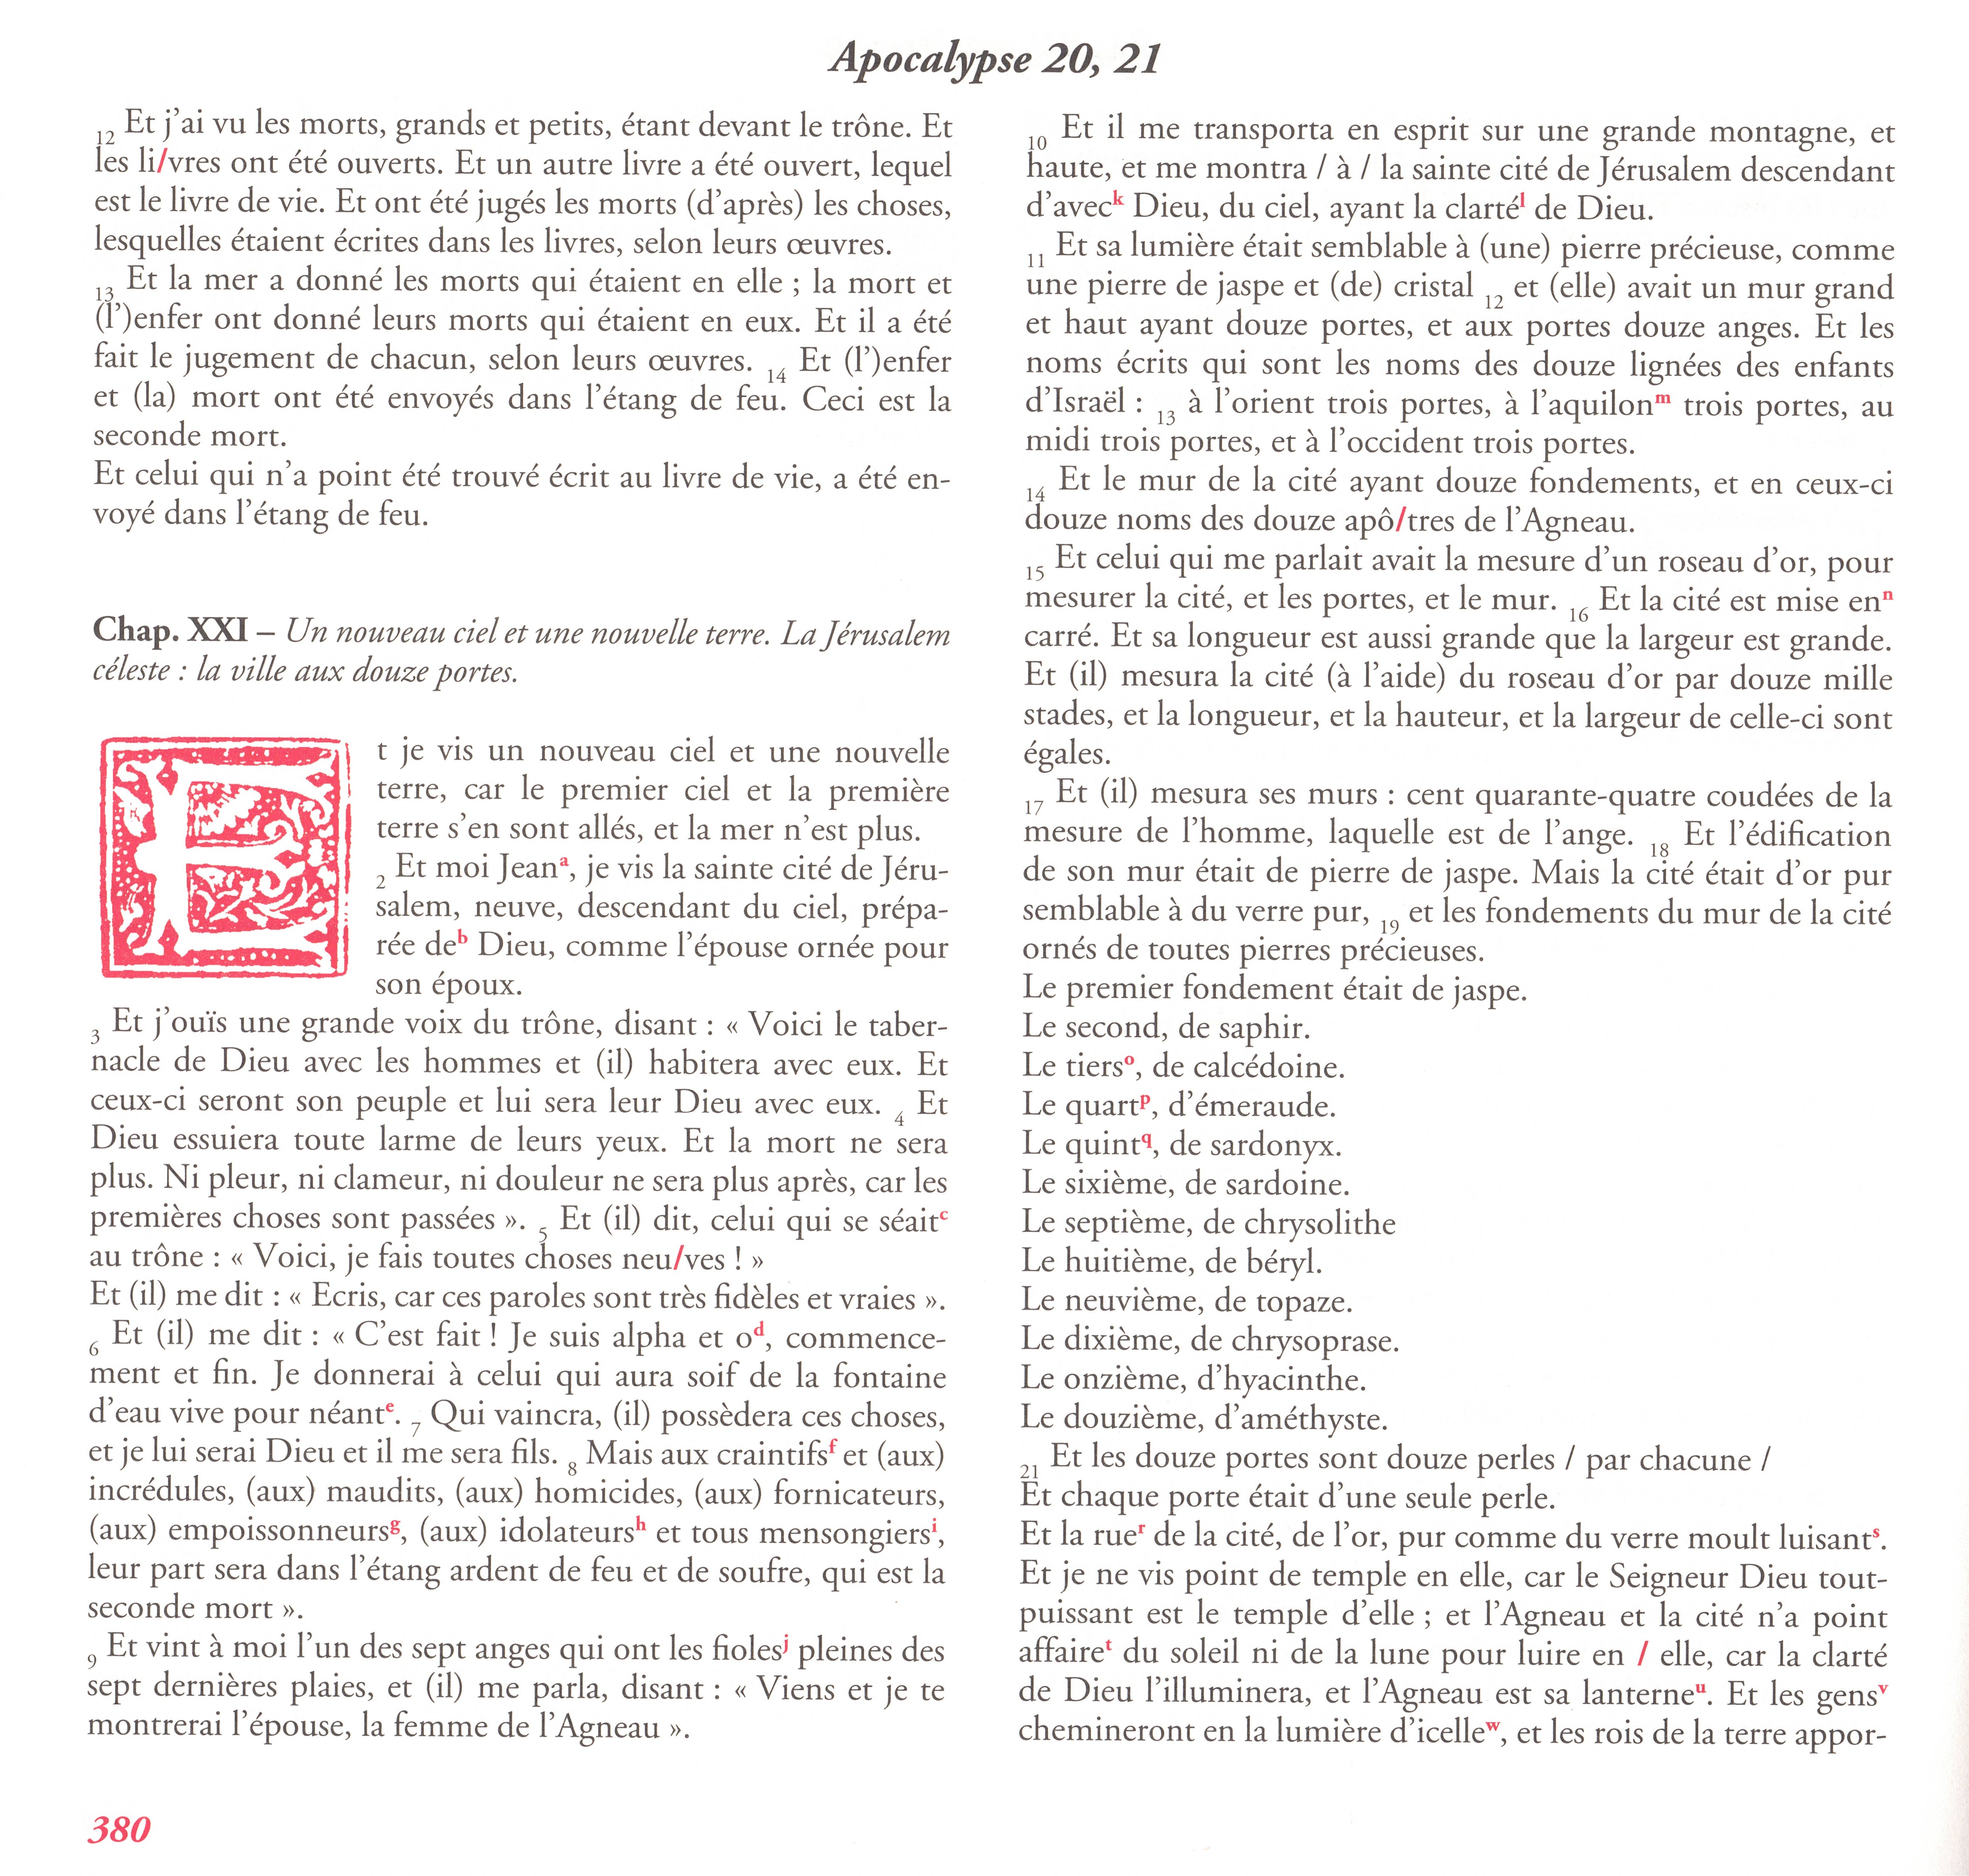 Apocalypse 20, 21
12 Et j'ai vu les morts, grands et petits, étant devant le trône. Et
les li/vres ont été ouverts. Et un autre livre a été ouvert, lequel
est le livre de vie. Et ont été jugés les morts (d'après) les choses,
lesquelles étaient écrites dans les livres, selon leurs œuvres.
13 Et la mer a donné les morts qui étaient en elle ; la mort et
(l')enfer ont donné leurs morts qui étaient en eux. Et il a été
fait le jugement de chacun, selon leurs œuvres. 14 Et (l')enfer
et (la) mort ont été envoyés dans l'étang de feu. Ceci est la
seconde mort.
Et celui qui n'a point été trouvé écrit au livre de vie, a été en-
voyé dans l'étang de feu.
Chap. XXI – Un nouveau ciel et une nouvelle terre. La Jérusalem
céleste : la ville aux douze portes.
Et je vis un nouveau ciel et une nouvelle
terre, car le premier ciel et la première
terre s'en sont allés, et la mer n'est plus.
2 Et moi Jeanᵃ, je vis la sainte cité de Jéru-
salem, neuve, descendant du ciel, prépa-
rée deᵇ Dieu, comme l'épouse ornée pour
son époux.
3 Et j'ouïs une grande voix du trône, disant : « Voici le taber-
nacle de Dieu avec les hommes et (il) habitera avec eux. Et
ceux-ci seront son peuple et lui sera leur Dieu avec eux. 4 Et
Dieu essuiera toute larme de leurs yeux. Et la mort ne sera
plus. Ni pleur, ni clameur, ni douleur ne sera plus après, car les
premières choses sont passées ». 5 Et (il) dit, celui qui se séaitᶜ
au trône : « Voici, je fais toutes choses neu/ves ! »
Et (il) me dit : « Ecris, car ces paroles sont très fidèles et vraies ».
6 Et (il) me dit : « C'est fait ! Je suis alpha et oᵈ, commence-
ment et fin. Je donnerai à celui qui aura soif de la fontaine
d'eau vive pour néantᵉ. 7 Qui vaincra, (il) possèdera ces choses,
et je lui serai Dieu et il me sera fils. 8 Mais aux craintifsᶠ et (aux)
incrédules, (aux) maudits, (aux) homicides, (aux) fornicateurs,
(aux) empoissonneursᵍ, (aux) idolateursʰ et tous mensongiersⁱ,
leur part sera dans l'étang ardent de feu et de soufre, qui est la
seconde mort ».
9 Et vint à moi l'un des sept anges qui ont les fiolesʲ pleines des
sept dernières plaies, et (il) me parla, disant : « Viens et je te
montrerai l'épouse, la femme de l'Agneau ».
10 Et il me transporta en esprit sur une grande montagne, et
haute, et me montra / à / la sainte cité de Jérusalem descendant
d'avecᵏ Dieu, du ciel, ayant la clartéˡ de Dieu.
11 Et sa lumière était semblable à (une) pierre précieuse, comme
une pierre de jaspe et (de) cristal 12 et (elle) avait un mur grand
et haut ayant douze portes, et aux portes douze anges. Et les
noms écrits qui sont les noms des douze lignées des enfants
d'Israël : 13 à l'orient trois portes, à l'aquilonᵐ trois portes, au
midi trois portes, et à l'occident trois portes.
14 Et le mur de la cité ayant douze fondements, et en ceux-ci
douze noms des douze apô/tres de l'Agneau.
15 Et celui qui me parlait avait la mesure d'un roseau d'or, pour
mesurer la cité, et les portes, et le mur. 16 Et la cité est mise enⁿ
carré. Et sa longueur est aussi grande que la largeur est grande.
Et (il) mesura la cité (à l'aide) du roseau d'or par douze mille
stades, et la longueur, et la hauteur, et la largeur de celle-ci sont
égales.
17 Et (il) mesura ses murs : cent quarante-quatre coudées de la
mesure de l'homme, laquelle est de l'ange. 18 Et l'édification
de son mur était de pierre de jaspe. Mais la cité était d'or pur
semblable à du verre pur, 19 et les fondements du mur de la cité
ornés de toutes pierres précieuses.
Le premier fondement était de jaspe.
Le second, de saphir.
Le tiersᵒ, de calcédoine.
Le quartᵖ, d'émeraude.
Le quint𐞥, de sardonyx.
Le sixième, de sardoine.
Le septième, de chrysolithe
Le huitième, de béryl.
Le neuvième, de topaze.
Le dixième, de chrysoprase.
Le onzième, d'hyacinthe.
Le douzième, d'améthyste.
21 Et les douze portes sont douze perles / par chacune /
Et chaque porte était d'une seule perle.
Et la rueʳ de la cité, de l'or, pur comme du verre moult luisantˢ.
Et je ne vis point de temple en elle, car le Seigneur Dieu tout-
puissant est le temple d'elle ; et l'Agneau et la cité n'a point
affaireᵗ du soleil ni de la lune pour luire en / elle, car la clarté
de Dieu l'illuminera, et l'Agneau est sa lanterneᵘ. Et les gensᵛ
chemineront en la lumière d'icelleʷ, et les rois de la terre appor-
380